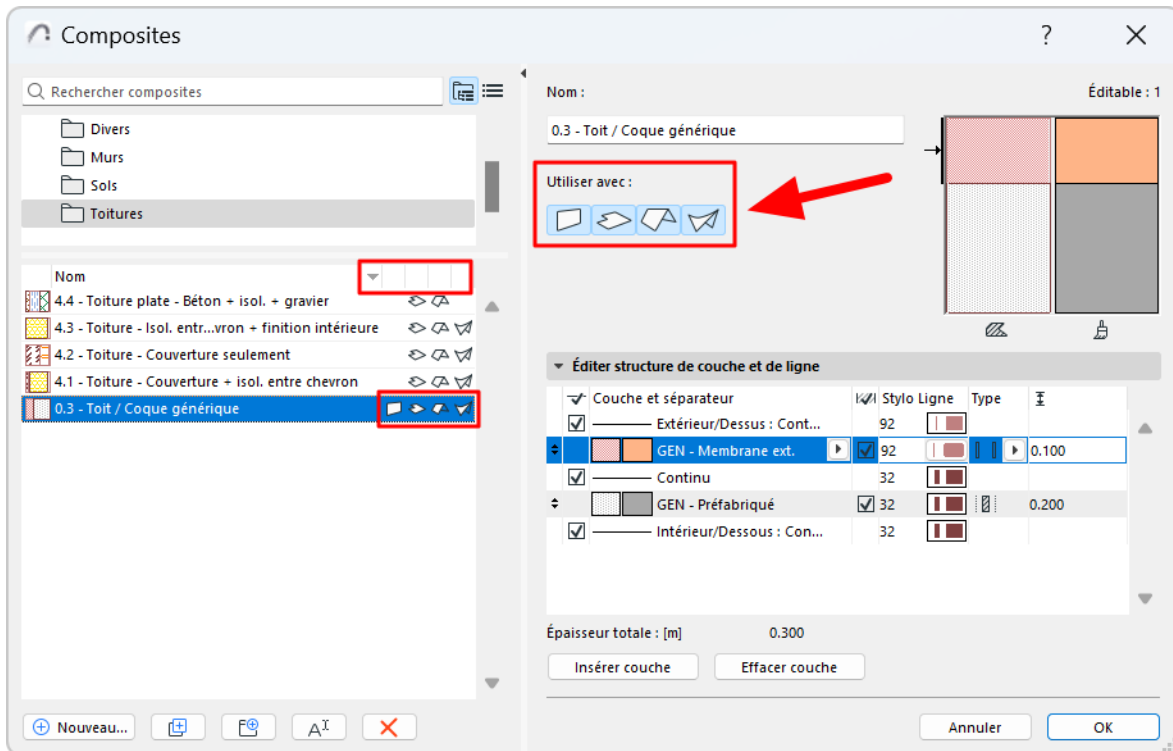 Composites
?
Rechercher composites
Divers
Murs
Sols
Toitures
Nom
4.4 - Toiture plate - Béton + isol. + gravier
4.3 - Toiture - Isol. entr...vron + finition intérieure
4.2 - Toiture - Couverture seulement
4.1 - Toiture - Couverture + isol. entre chevron
0.3 - Toit / Coque générique
Nouveau...
Nom :
Éditable : 1
0.3 - Toit / Coque générique
Utiliser avec :
Éditer structure de couche et de ligne
Couche et séparateur Stylo Ligne Type
Extérieur/Dessus : Cont... 92
GEN - Membrane ext. 92 0.100
Continu 32
GEN - Préfabriqué 32 0.200
Intérieur/Dessous : Con... 32
Épaisseur totale : [m] 0.300
Insérer couche Effacer couche
Annuler OK